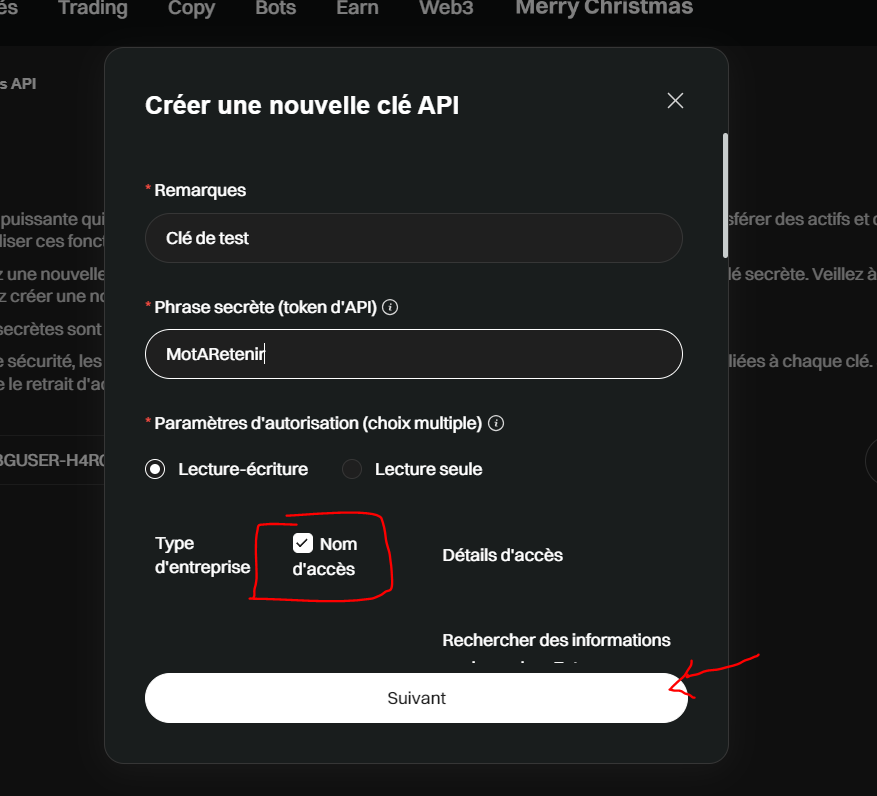 és Trading Copy Bots Earn Web3 Merry Christmas
s API
Créer une nouvelle clé API
* Remarques
puissante qui
sférer des actifs et
liser ces fonct
Clé de test
z une nouvelle
lé secrète. Veillez à
z créer une no
* Phrase secrète (token d'API)
secrètes sont
MotARetenir
e sécurité, les
liées à chaque clé.
e le retrait d'a
* Paramètres d'autorisation (choix multiple)
BGUSER-H4R
Lecture-écriture Lecture seule
Type
d'entreprise
Nom
d'accès
Détails d'accès
Rechercher des informations
Suivant